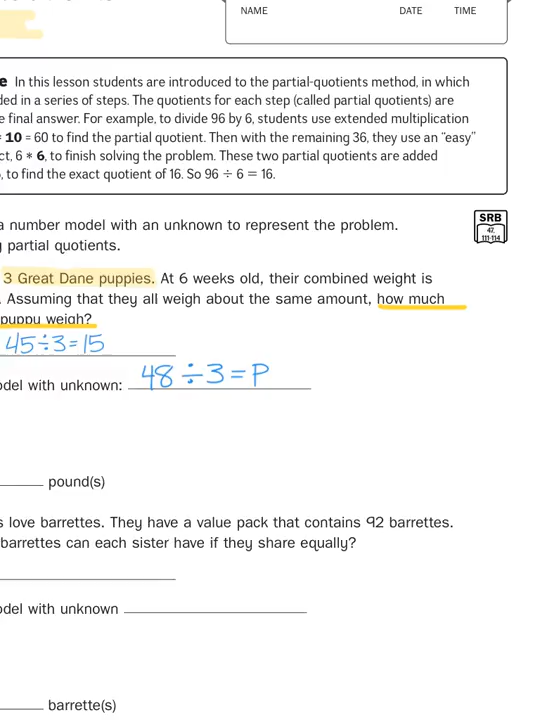 NAME DATE TIME
In this lesson students are introduced to the partial-quotients method, in which
in a series of steps. The quotients for each step (called partial quotients) are
final answer. For example, to divide 96 by 6, students use extended multiplication
* 10 = 60 to find the partial quotient. Then with the remaining 36, they use an “easy”
6 * 6, to finish solving the problem. These two partial quotients are added
, to find the exact quotient of 16. So 96 ÷ 6 = 16.
a number model with an unknown to represent the problem.
partial quotients.
SRB
47,
111-114
3 Great Dane puppies. At 6 weeks old, their combined weight is
. Assuming that they all weigh about the same amount, how much
puppy weigh?
45÷3=15
with unknown: 48÷3=P
pound(s)
love barrettes. They have a value pack that contains 92 barrettes.
barrettes can each sister have if they share equally?
with unknown
barrette(s)